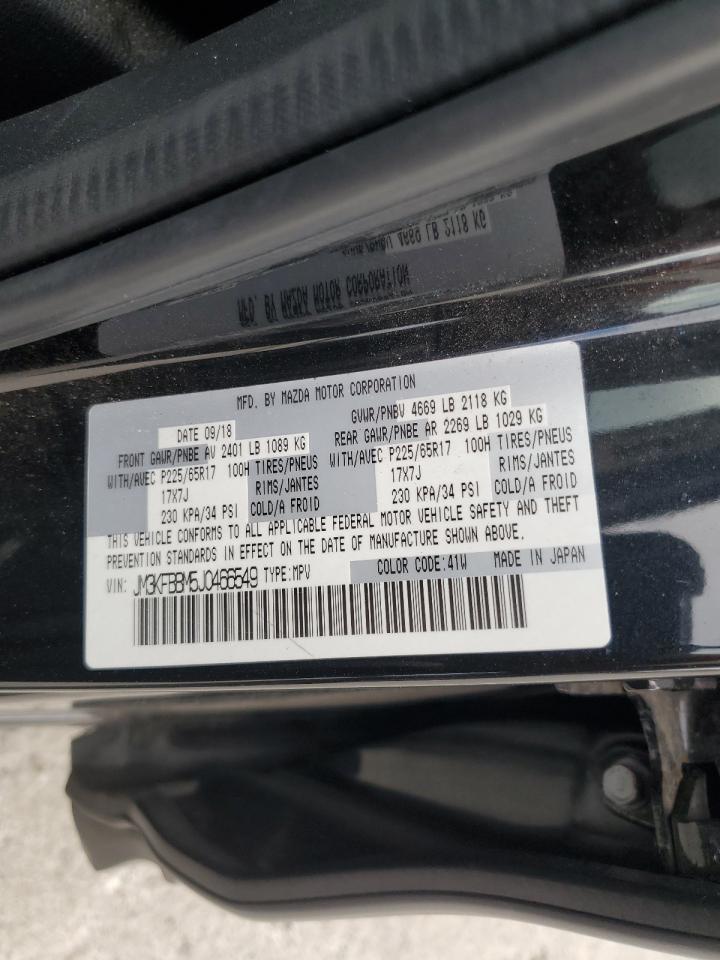 MFD. BY MAZDA MOTOR CORPORATION
DATE 09/18 GVWR/PNBV 4669 LB 2118 KG
FRONT GAWR/PNBE AV 2401 LB 1089 KG REAR GAWR/PNBE AR 2269 LB 1029 KG
WITH/AVEC P225/65R17 100H TIRES/PNEUS WITH/AVEC P225/65R17 100H TIRES/PNEUS
17X7J RIMS/JANTES 17X7J RIMS/JANTES
230 KPA/34 PSI COLD/A FROID 230 KPA/34 PSI COLD/A FROID
THIS VEHICLE CONFORMS TO ALL APPLICABLE FEDERAL MOTOR VEHICLE SAFETY AND THEFT
PREVENTION STANDARDS IN EFFECT ON THE DATE OF MANUFACTURE SHOWN ABOVE.
JM3KFBBM5J0466549 TYPE:MPV COLOR CODE:41W MADE IN JAPAN